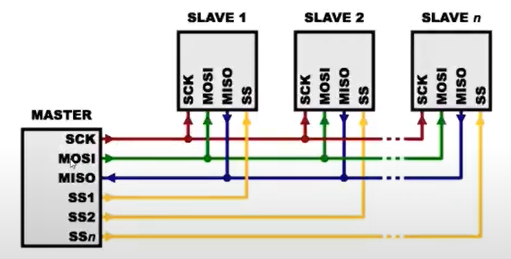 SLAVE 1
SLAVE 2
SLAVE n
SCK
MOSI
MISO
SS
SCK
MOSI
MISO
SS
SCK
MOSI
MISO
SS
MASTER
SCK
MOSI
MISO
SS1
SS2
SSn